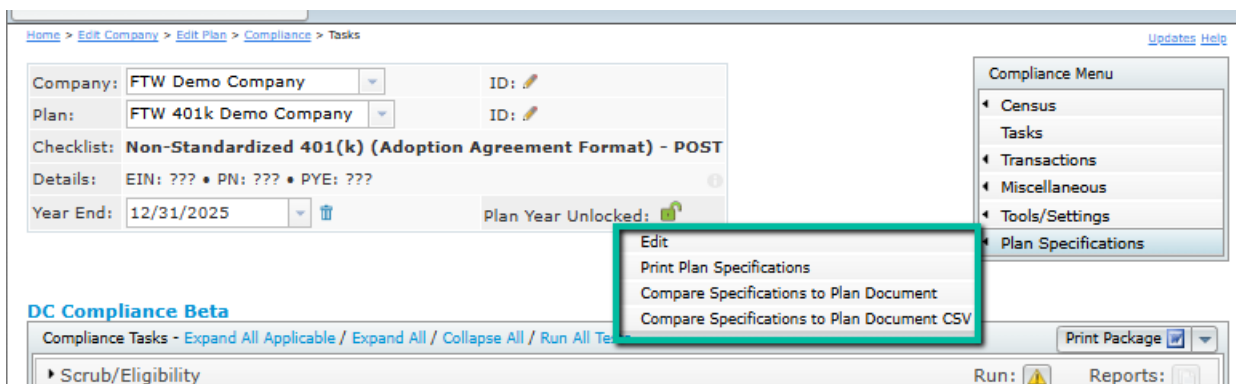 Home > Edit Company > Edit Plan > Compliance > Tasks
Updates Help
Company: FTW Demo Company ID:
Plan: FTW 401k Demo Company ID:
Checklist: Non-Standardized 401(k) (Adoption Agreement Format) - POST
Details: EIN: ??? • PN: ??? • PYE: ???
Year End: 12/31/2025 Plan Year Unlocked:
Compliance Menu
Census
Tasks
Transactions
Miscellaneous
Tools/Settings
Plan Specifications
Edit
Print Plan Specifications
Compare Specifications to Plan Document
Compare Specifications to Plan Document CSV
DC Compliance Beta
Compliance Tasks - Expand All Applicable / Expand All / Collapse All / Run All Te
Print Package
Scrub/Eligibility Run: Reports: